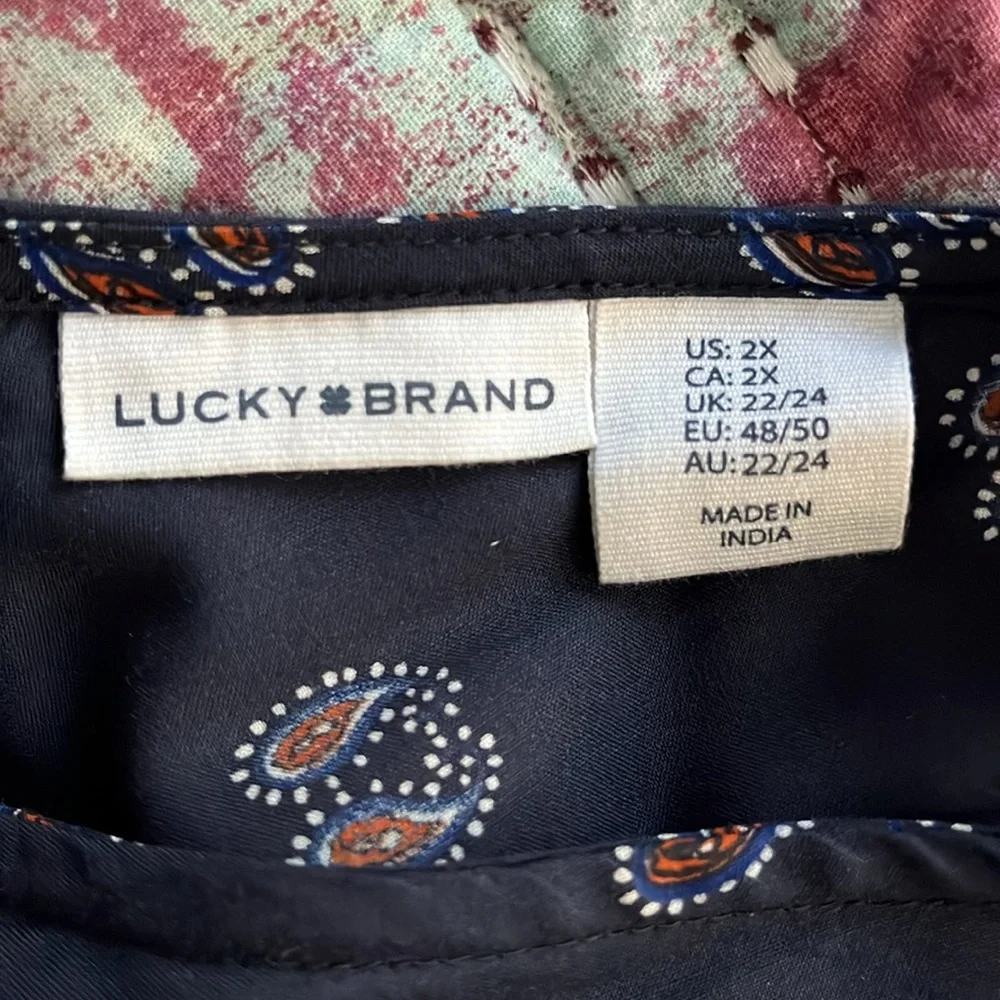 LUCKY BRAND
US: 2X
CA: 2X
UK: 22/24
EU: 48/50
AU: 22/24
MADE IN
INDIA